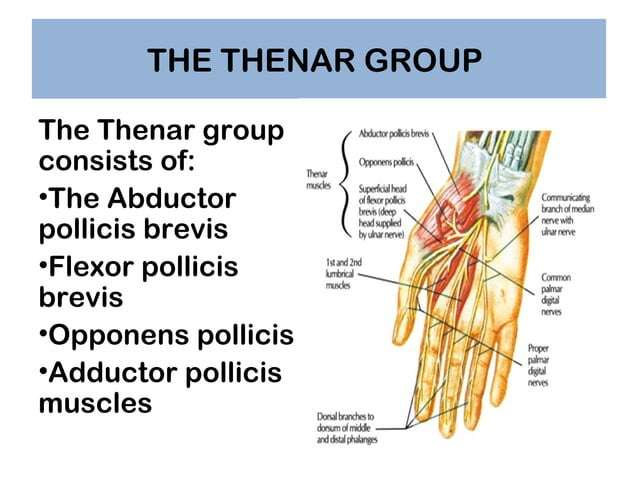 THE THENAR GROUP
The Thenar group
consists of:
•The Abductor
pollicis brevis
•Flexor pollicis
brevis
•Opponens pollicis
•Adductor pollicis
muscles
Thenar
muscles
Abductor pollicis brevis
Opponens pollicis
Superficial head
of flexor pollicis
brevis (deep
head supplied
by ulnar nerve)
1st and 2nd
lumbrical
muscles
Dorsal branches to
dorsum of middle
and distal phalanges
Communicating
branch of median
nerve with
ulnar nerve
Common
palmar
digital
nerves
Proper
palmar
digital
nerves